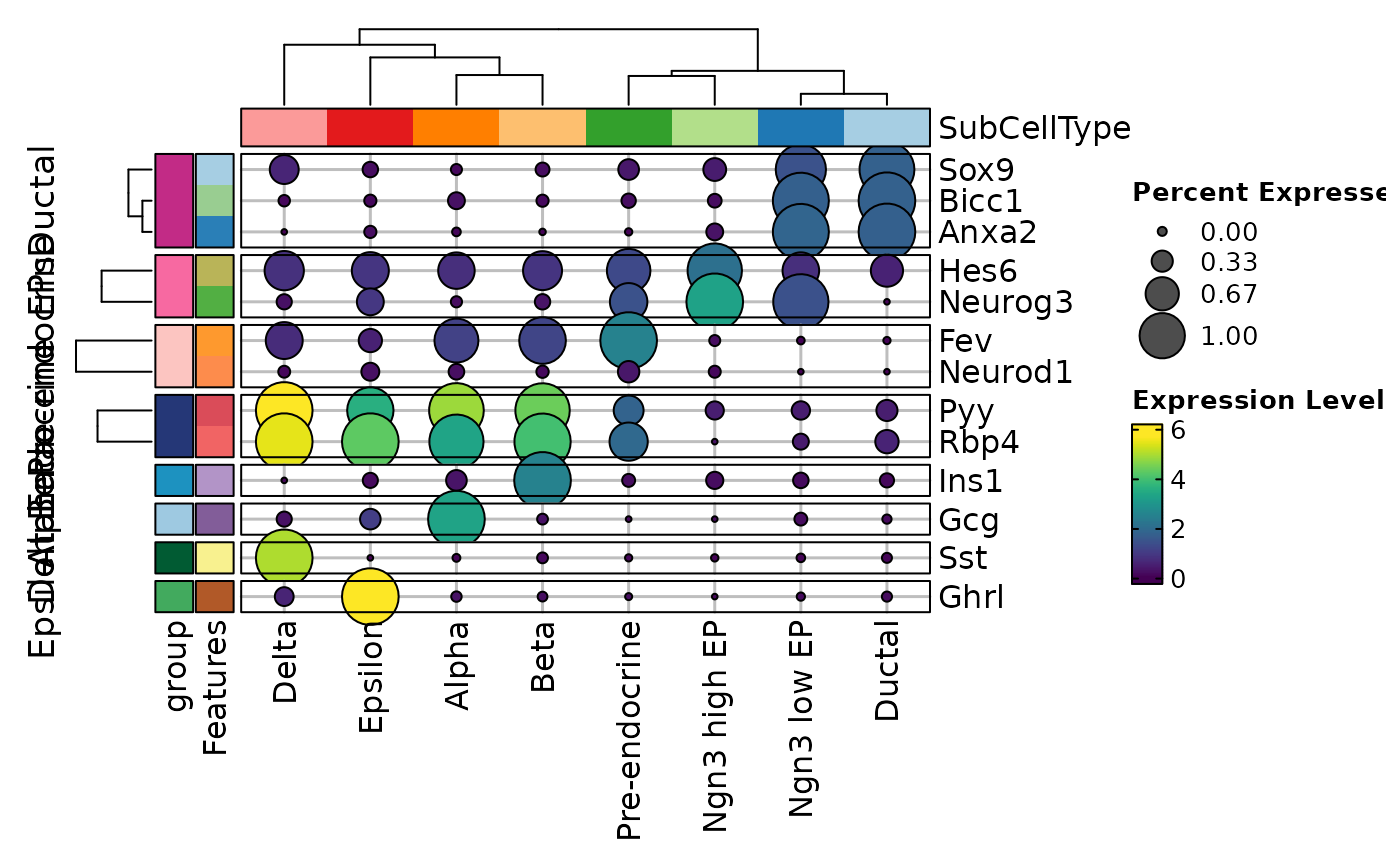 SubCellType
Sox9
Bicc1
Anxa2
Hes6
Neurog3
Fev
Neurod1
Pyy
Rbp4
Ins1
Gcg
Sst
Ghrl
Ductal
group
Features
Delta
Epsilon
Alpha
Beta
Pre-endocrine
Ngn3 high EP
Ngn3 low EP
Ductal
Percent Expresse
0.00
0.33
0.67
1.00
Expression Level
6
4
2
0